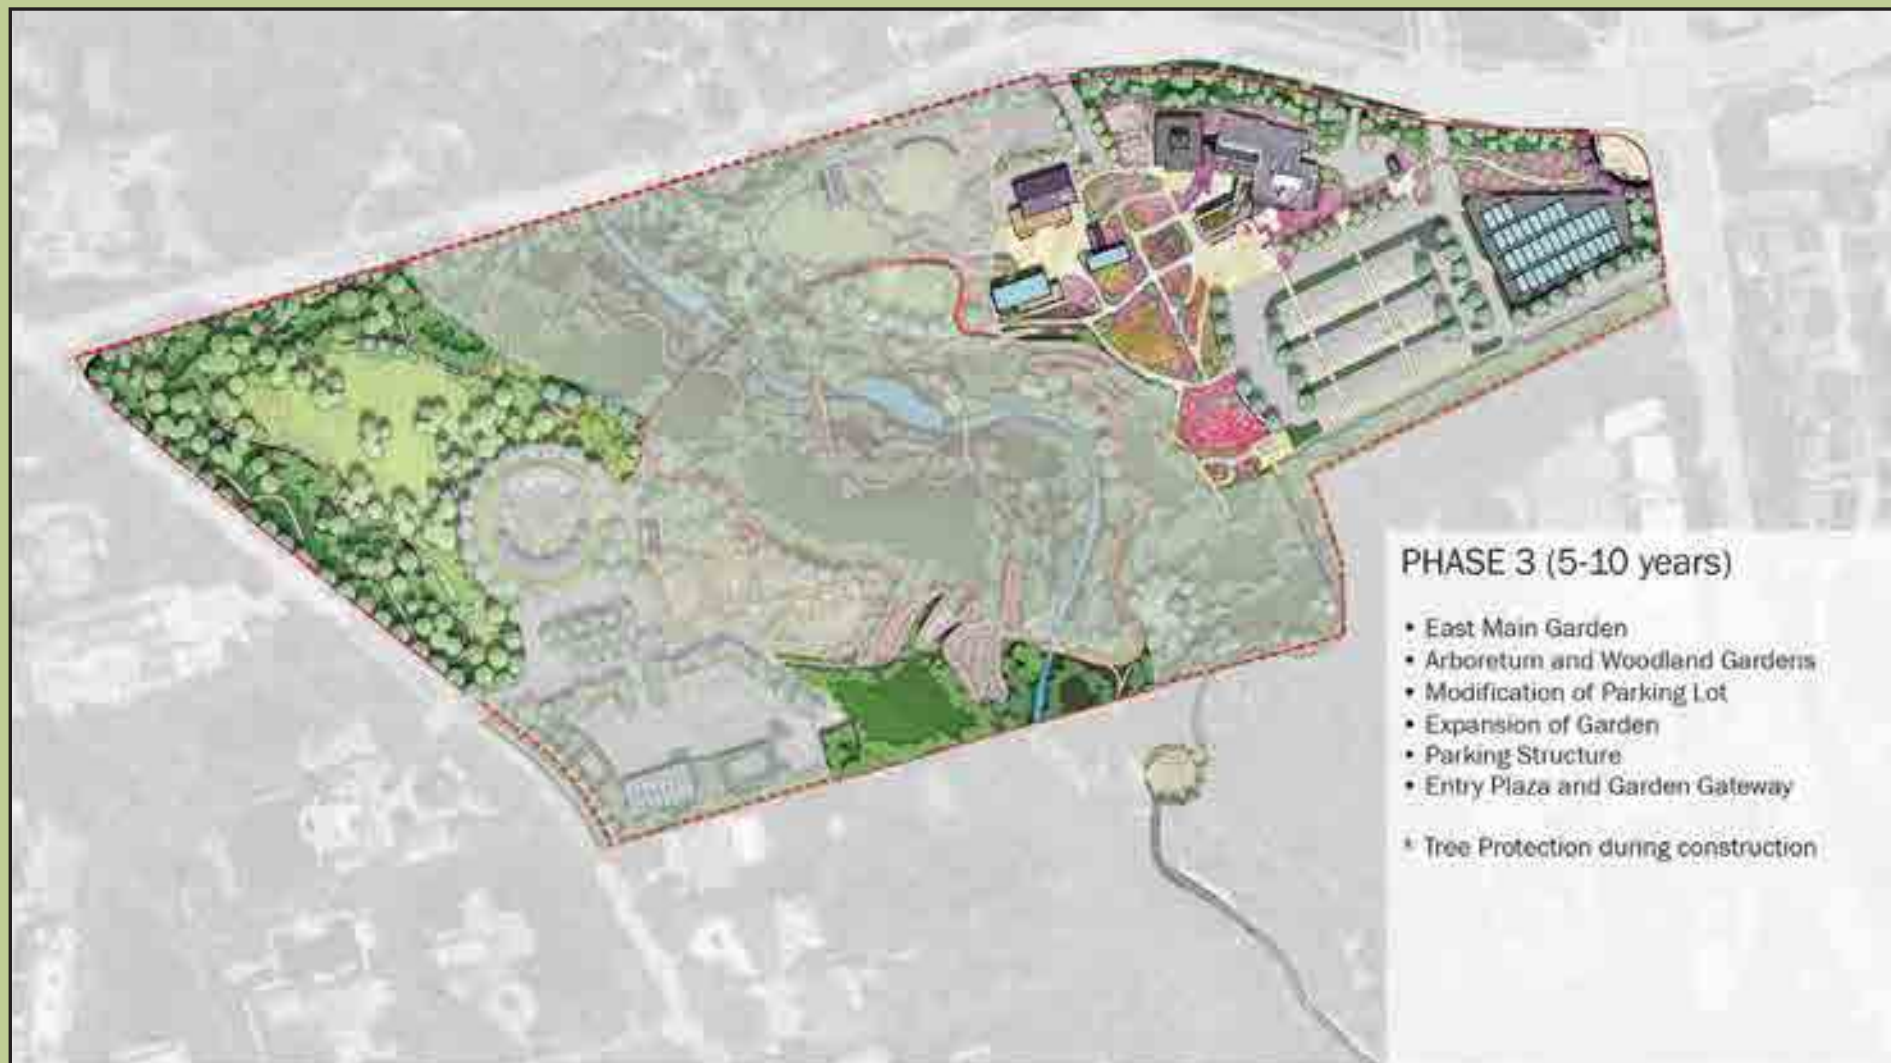 PHASE 3 (5-10 years)
• East Main Garden
• Arboretum and Woodland Gardens
• Modification of Parking Lot
• Expansion of Garden
• Parking Structure
• Entry Plaza and Garden Gateway
* Tree Protection during construction